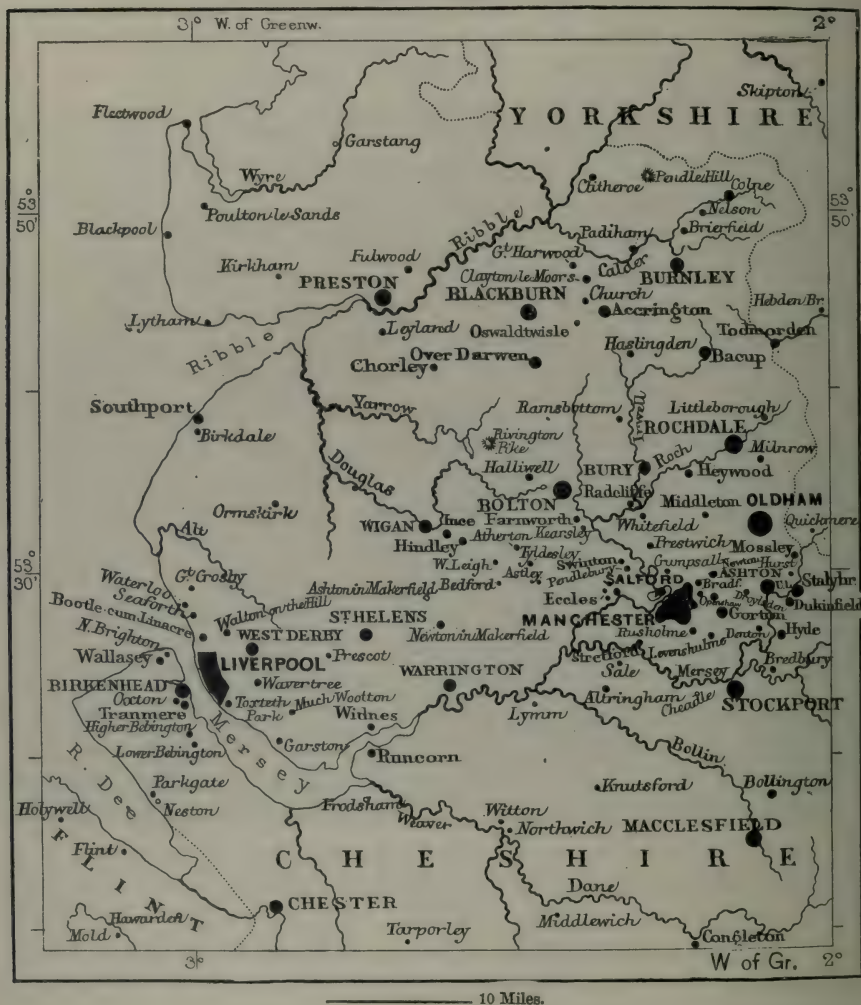 3° W. of Greenw. 2°
Skipton
Fleetwood
YORKSHIRE
Garstang
Wyre
Clitheroe
Pendle Hill
Colne
53° 50'
53° 50'
Poulton le Sands
Nelson
Blackpool
Ribble
Padiham
Brierfield
Kirkham
Fulwood
Gt. Harwood
Calder
BURNLEY
PRESTON
Clayton le Moors
BLACKBURN
Church
Accrington
Hebden Br.
Lytham
Leyland
Oswaldtwisle
Todmorden
Ribble
Haslingden
Bacup
Over Darwen
Chorley
Southport
Yarrow
Ramsbottom
Irwell
Littleborough
ROCHDALE
Birkdale
Rivington Pike
Roch
Milnrow
Douglas
Halliwell
BURY
Heywood
BOLTON
Radcliffe
Middleton
OLDHAM
Ormskirk
WIGAN
Ince
Farnworth
Whitefield
Quickmere
Alt
Hindley
Atherton
Kearsley
Prestwich
Mossley
53° 30'
Tyldesley
Crumpsall
Newton
Hurst
W. Leigh
Astley
Swinton
Pendlebury
ASHTON
U. L.
Stalybr.
Gt. Crosby
Ashton in Makerfield
Bedford
SALFORD
Bradf.
Droylsden
Dukinfield
Waterloo
Seaforth
Eccles
Openshaw
Gorton
Bootle-cum-Linacre
Walton on the Hill
ST. HELENS
MANCHESTER
N. Brighton
WEST DERBY
Newton in Makerfield
Rusholme
Levenshulme
Denton
Hyde
Wallasey
LIVERPOOL
Prescot
Stretford
Sale
Mersey
Bredbury
BIRKENHEAD
Wavertree
WARRINGTON
Cheadle
Oxton
Toxteth Park
Much Wootton
Altringham
STOCKPORT
Tranmere
Widnes
Lymm
Higher Bebington
Mersey
Bollin
Lower Bebington
Garston
Runcorn
R. Dee
Parkgate
Knutsford
Bollington
Holywell
Neston
Frodsham
Weaver
Witton
Northwich
MACCLESFIELD
FLINT
Flint
CHESHIRE
Dane
CHESTER
Hawarden
Middlewich
Mold
Tarporley
Congleton
3° W of Gr. 2°
10 Miles.